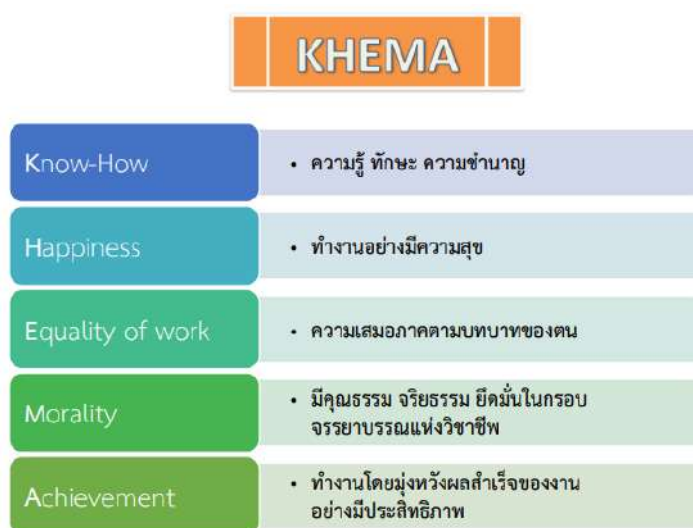 KHEMA
Know-How
• ความรู้ ทักษะ ความชำนาญ
Happiness
• ทำงานอย่างมีความสุข
Equality of work
• ความเสมอภาคตามบทบาทของตน
Morality
• มีคุณธรรม จริยธรรม ยึดมั่นในกรอบ
จรรยาบรรณแห่งวิชาชีพ
Achievement
• ทำงานโดยมุ่งหวังผลสำเร็จของงาน
อย่างมีประสิทธิภาพ